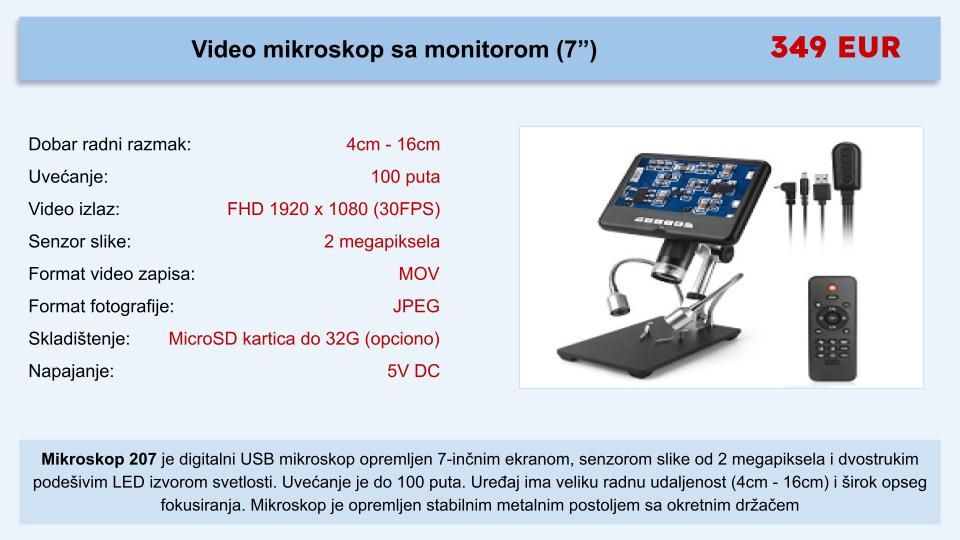 Video mikroskop sa monitorom (7”)
349 EUR
Dobar radni razmak: 4cm - 16cm
Uvećanje: 100 puta
Video izlaz: FHD 1920 x 1080 (30FPS)
Senzor slike: 2 megapiksela
Format video zapisa: MOV
Format fotografije: JPEG
Skladištenje: MicroSD kartica do 32G (opciono)
Napajanje: 5V DC
Mikroskop 207 je digitalni USB mikroskop opremljen 7-inčnim ekranom, senzorom slike od 2 megapiksela i dvostrukim
podešivim LED izvorom svetlosti. Uvećanje je do 100 puta. Uređaj ima veliku radnu udaljenost (4cm - 16cm) i širok opseg
fokusiranja. Mikroskop je opremljen stabilnim metalnim postoljem sa okretnim držačem